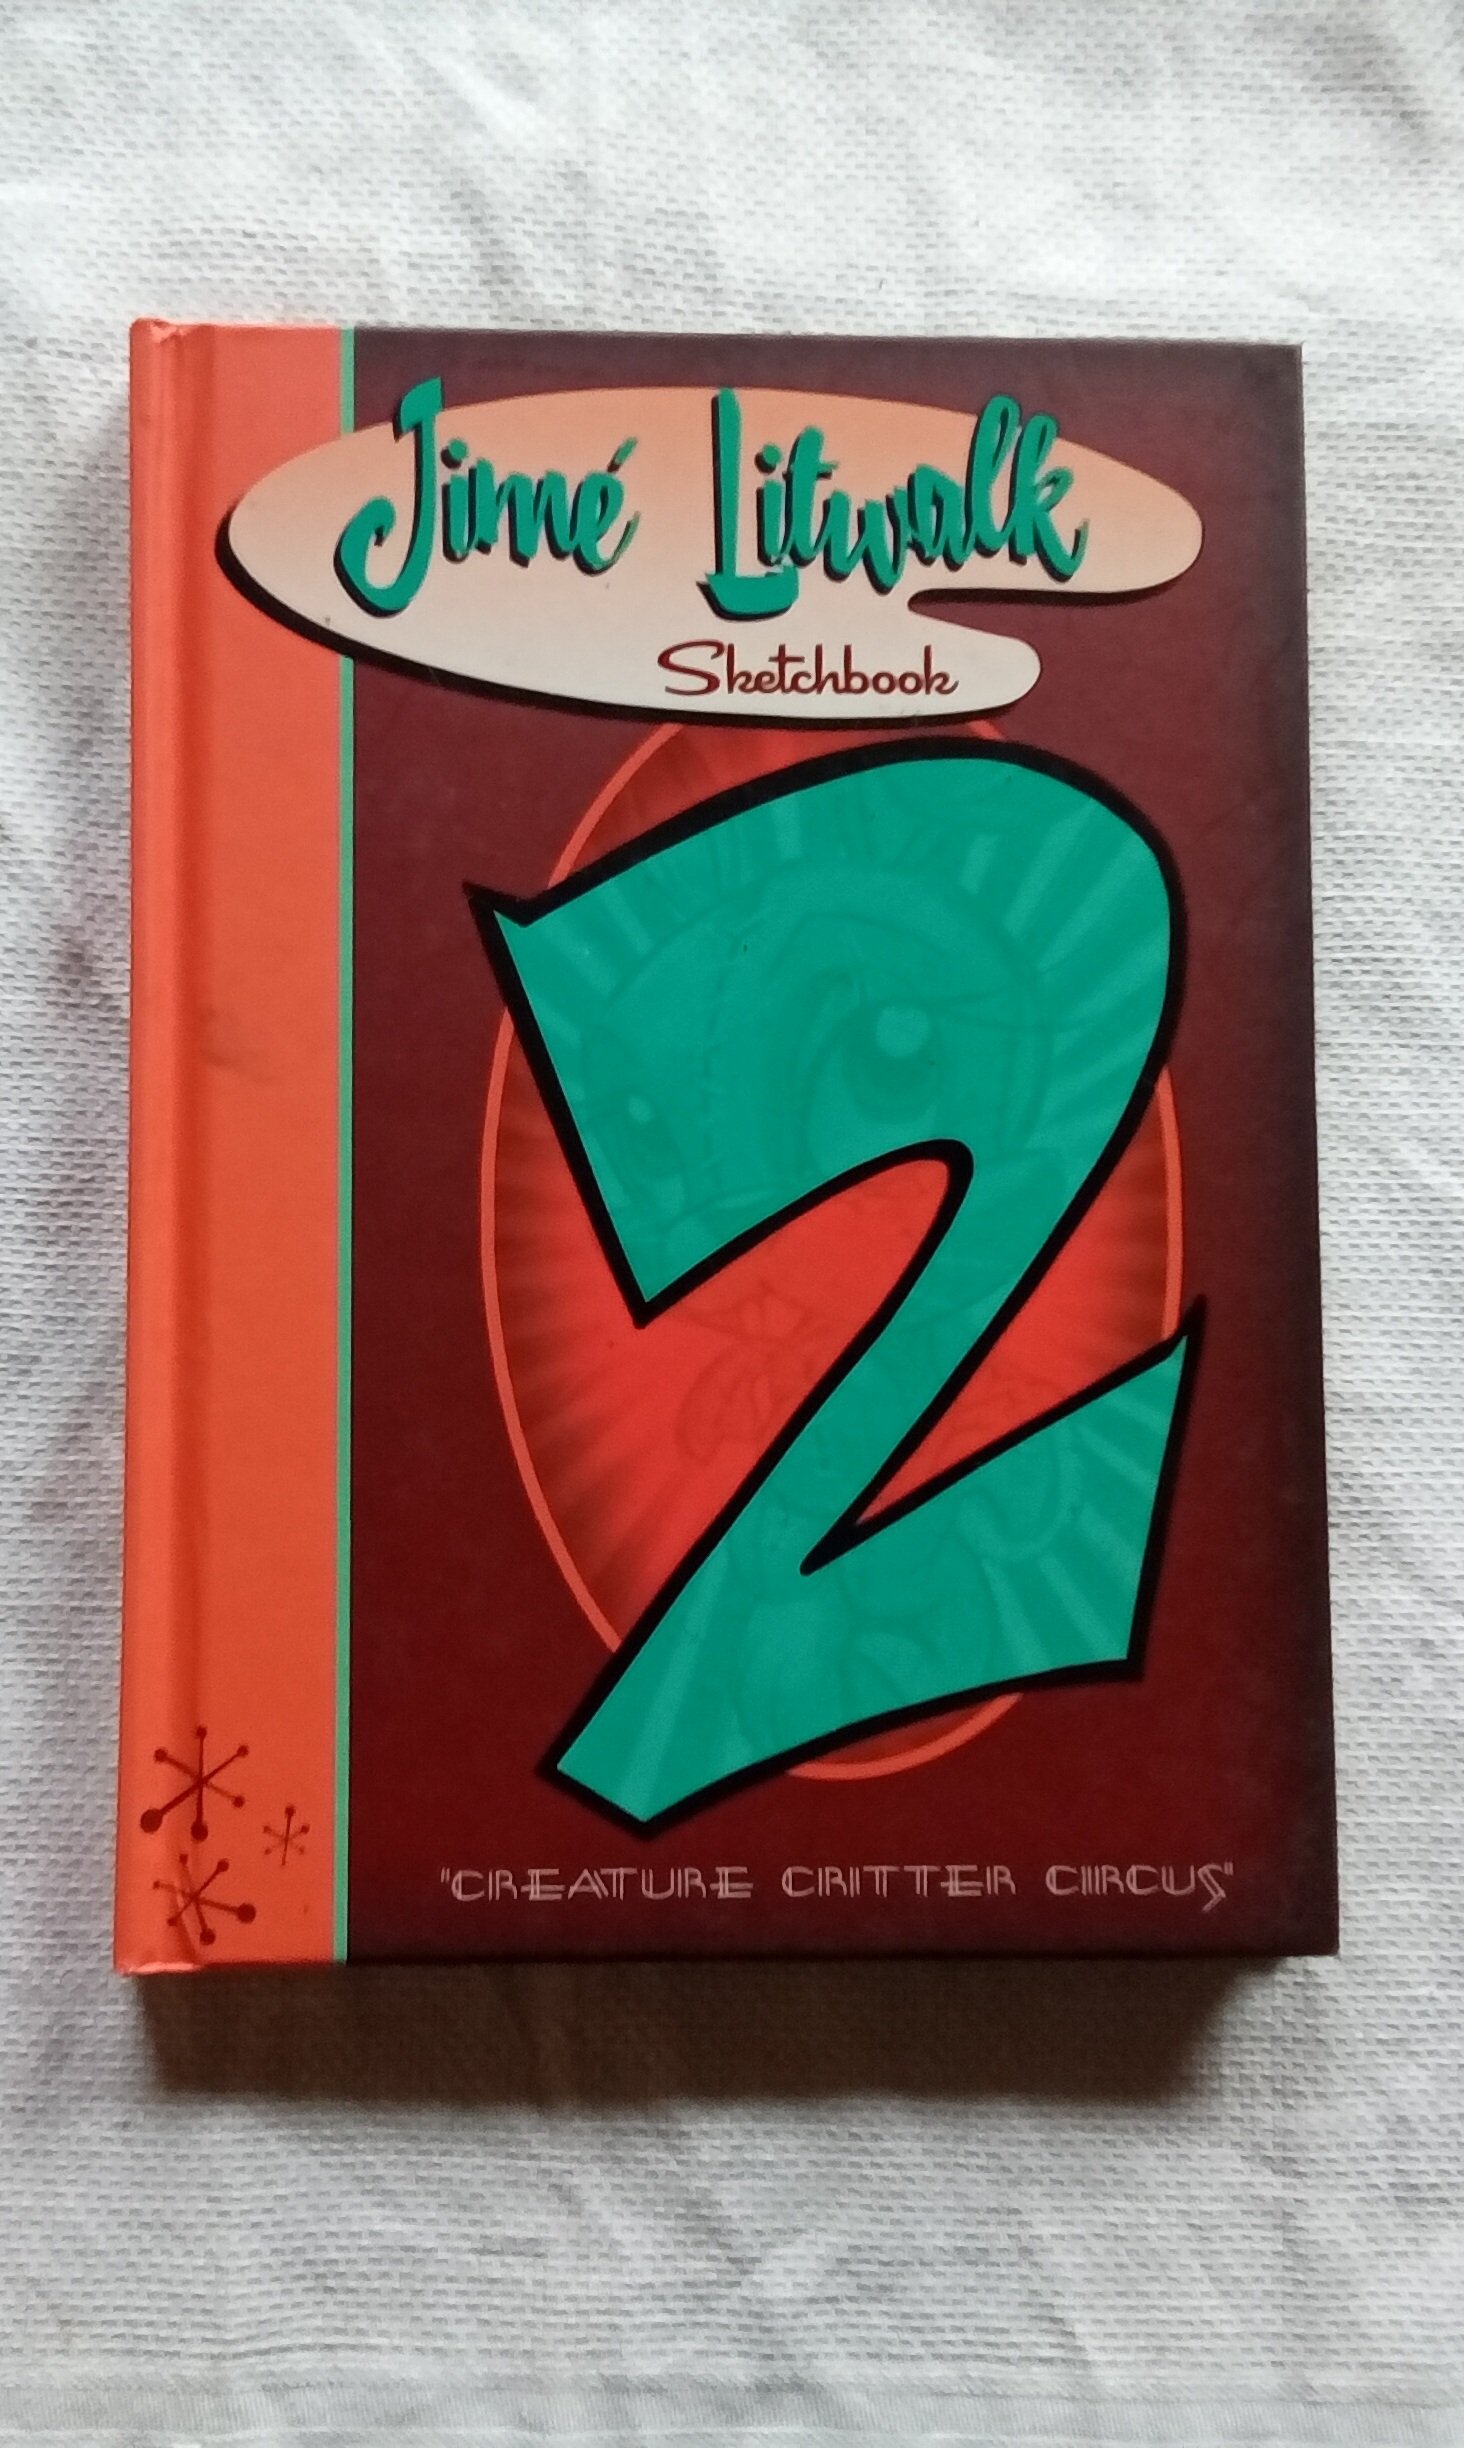 Jimé Litwalk
Sketchbook
2
"CREATURE CRITTER CIRCUS"